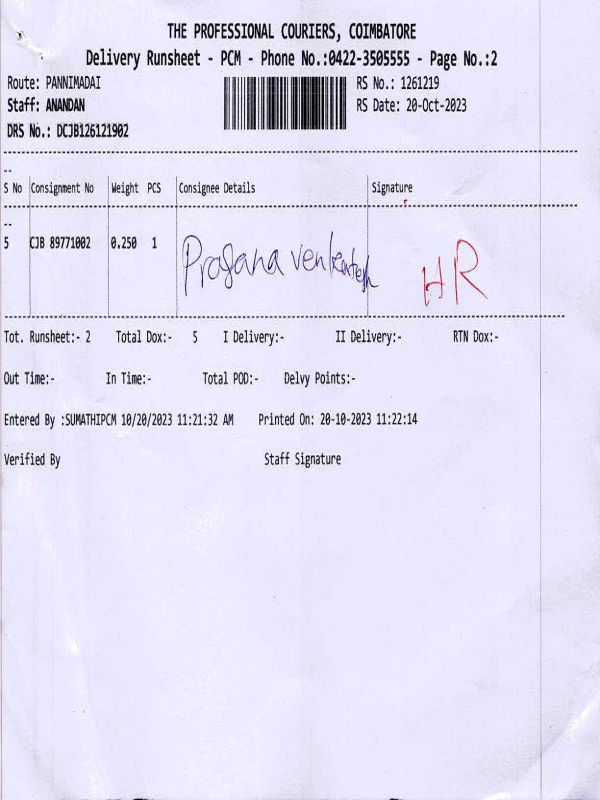 THE PROFESSIONAL COURIERS, COIMBATORE
Delivery Runsheet - PCM - Phone No.:0422-3505555 - Page No.:2
Route: PANNIMADAI RS No.: 1261219
Staff: ANANDAN RS Date: 20-Oct-2023
DRS No.: DCJB126121902
--
S No Consignment No Weight PCS Consignee Details Signature
--
5 CJB 89771002 0.250 1 Prasana venkatesh HR
Tot. Runsheet:- 2 Total Dox:- 5 I Delivery:- II Delivery:- RTN Dox:-
Out Time:- In Time:- Total POD:- Delvy Points:-
Entered By :SUMATHIPCM 10/20/2023 11:21:32 AM Printed On: 20-10-2023 11:22:14
Verified By Staff Signature